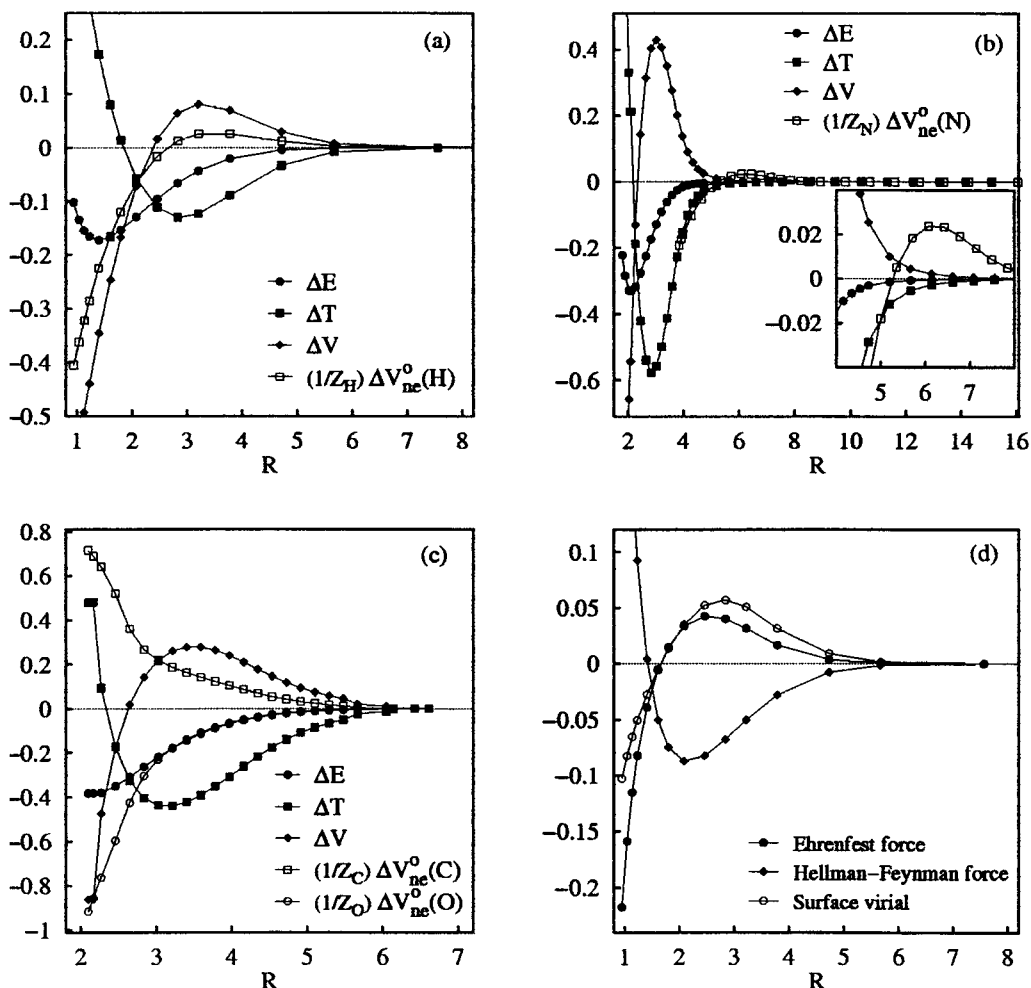 (a)
0.2
0.1
0
−0.1
−0.2
−0.3
−0.4
−0.5
ΔE
ΔT
ΔV
(1/Z_H) ΔV°_ne(H)
1 2 3 4 5 6 7 8
R
(b)
0.4
0.2
0
−0.2
−0.4
−0.6
ΔE
ΔT
ΔV
(1/Z_N) ΔV°_ne(N)
0.02
0
−0.02
5 6 7
2 4 6 8 10 12 14 16
R
(c)
0.8
0.6
0.4
0.2
0
−0.2
−0.4
−0.6
−0.8
−1
ΔE
ΔT
ΔV
(1/Z_C) ΔV°_ne(C)
(1/Z_O) ΔV°_ne(O)
2 3 4 5 6 7
R
(d)
0.1
0.05
0
−0.05
−0.1
−0.15
−0.2
Ehrenfest force
Hellman−Feynman force
Surface virial
1 2 3 4 5 6 7 8
R